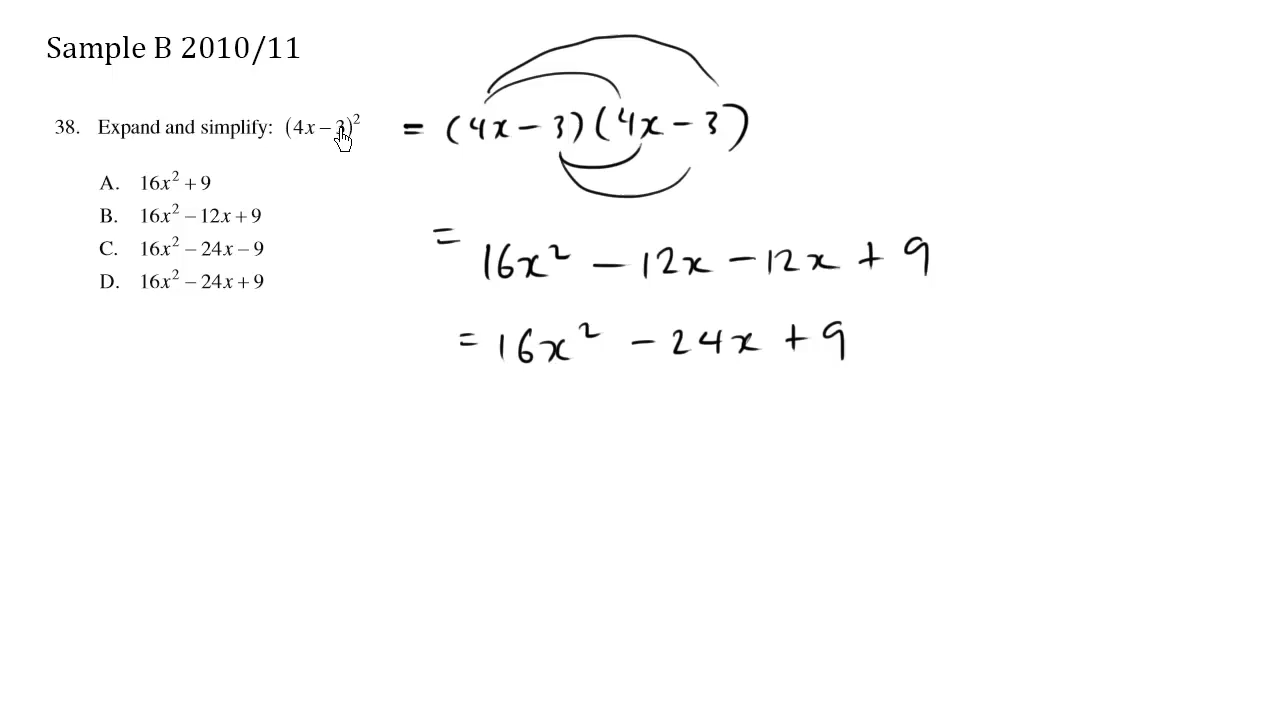 Sample B 2010/11
38. Expand and simplify: (4x − 3)² = (4x − 3)(4x − 3)
A. 16x² + 9
B. 16x² − 12x + 9
C. 16x² − 24x − 9
D. 16x² − 24x + 9
= 16x² − 12x − 12x + 9
= 16x² − 24x + 9